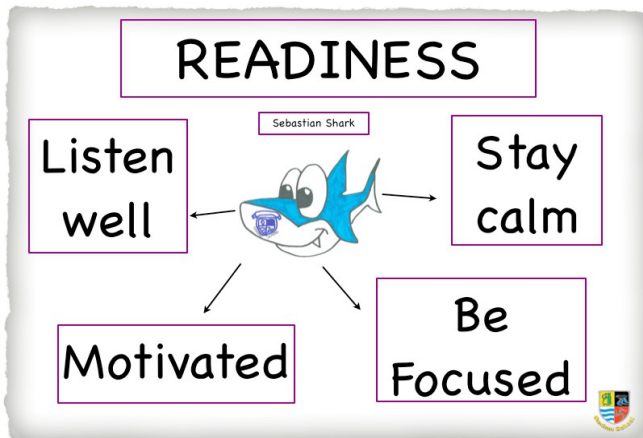 READINESS
Sebastian Shark
Listen
well
Stay
calm
Motivated
Be
Focused